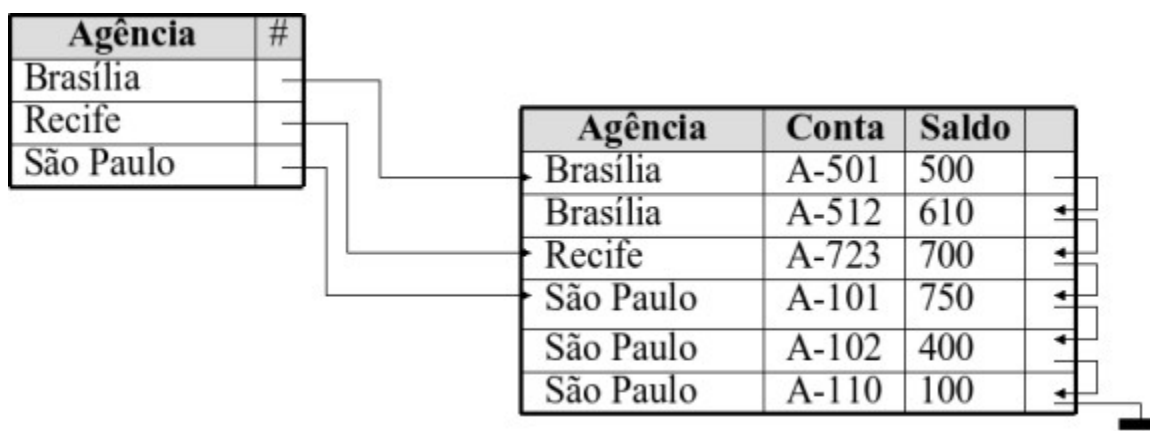 Agência #
Brasília
Recife
São Paulo
Agência Conta Saldo
Brasília A-501 500
Brasília A-512 610
Recife A-723 700
São Paulo A-101 750
São Paulo A-102 400
São Paulo A-110 100